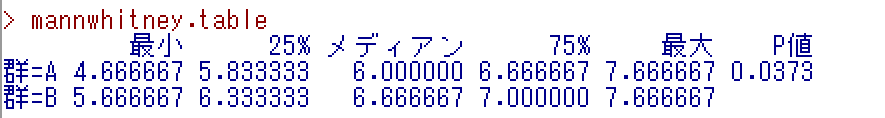 > mannwhitney.table
最小 25% メディアン 75% 最大 P値
群=A 4.666667 5.833333 6.000000 6.666667 7.666667 0.0373
群=B 5.666667 6.333333 6.666667 7.000000 7.666667